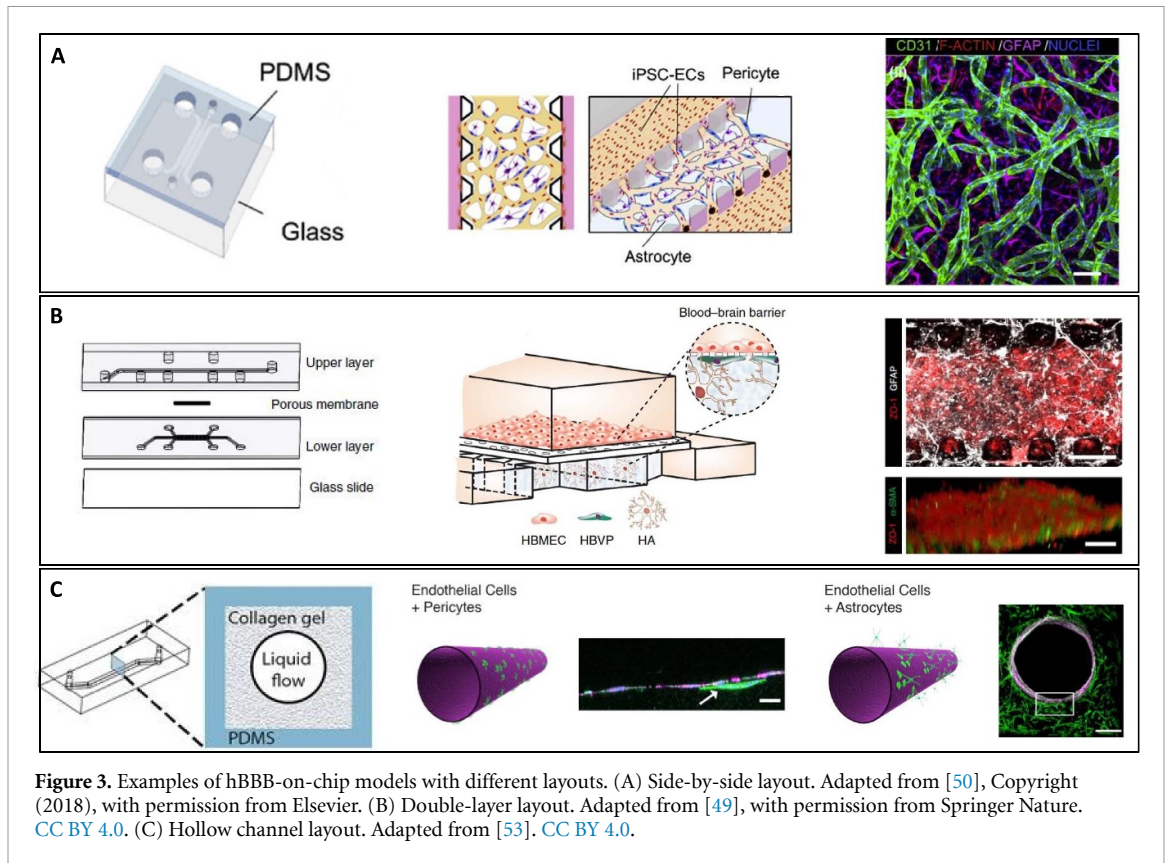 A
PDMS
Glass
iPSC-ECs
Pericyte
Astrocyte
CD31 /F-ACTIN/GFAP/NUCLEI
(II)
B
Upper layer
Porous membrane
Lower layer
Glass slide
Blood–brain barrier
HBMEC
HBVP
HA
ZO-1 GFAP
ZO-1 α-SMA
C
Collagen gel
Liquid
flow
PDMS
Endothelial Cells
+ Pericytes
Endothelial Cells
+ Astrocytes
Figure 3. Examples of hBBB-on-chip models with different layouts. (A) Side-by-side layout. Adapted from [50], Copyright
(2018), with permission from Elsevier. (B) Double-layer layout. Adapted from [49], with permission from Springer Nature.
CC BY 4.0. (C) Hollow channel layout. Adapted from [53]. CC BY 4.0.